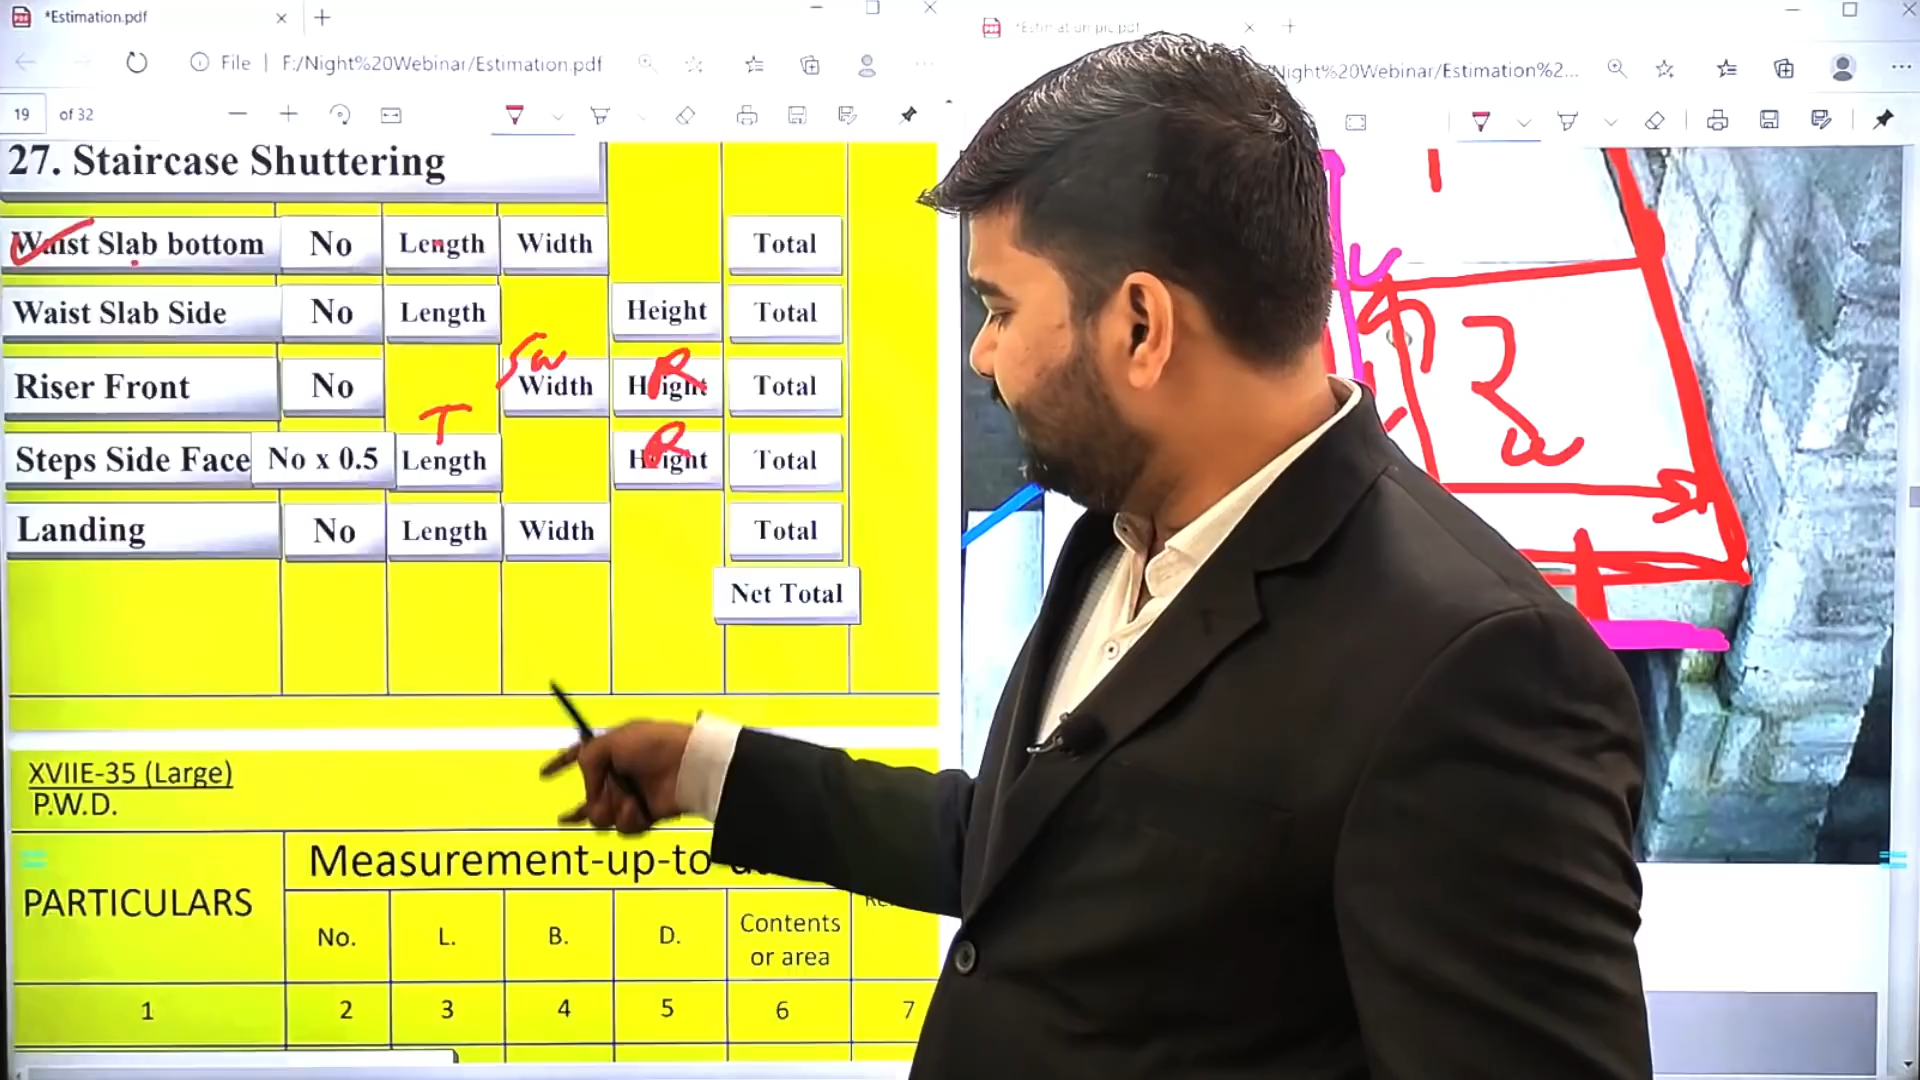 *Estimation.pdf
File | F:/Night%20Webinar/Estimation.pdf
Night%20Webinar/Estimation%2...
19 of 32
27. Staircase Shuttering
Waist Slab bottom No Length Width Total
Waist Slab Side No Length Height Total
SW R
Riser Front No Width Height Total
T R
Steps Side Face No x 0.5 Length Height Total
Landing No Length Width Total
Net Total
XVIIE-35 (Large)
P.W.D.
Measurement-up-to
PARTICULARS
No. L. B. D. Contents or area
1 2 3 4 5 6 7